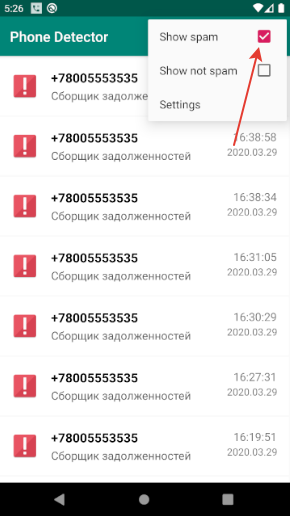 5:26
Phone Detector
Show spam
Show not spam
Settings
+78005553535
Сборщик задолженностей
+78005553535
16:38:58
Сборщик задолженностей
2020.03.29
+78005553535
16:38:34
Сборщик задолженностей
2020.03.29
+78005553535
16:31:05
Сборщик задолженностей
2020.03.29
+78005553535
16:30:29
Сборщик задолженностей
2020.03.29
+78005553535
16:27:31
Сборщик задолженностей
2020.03.29
+78005553535
16:19:51
Сборщик задолженностей
2020.03.29